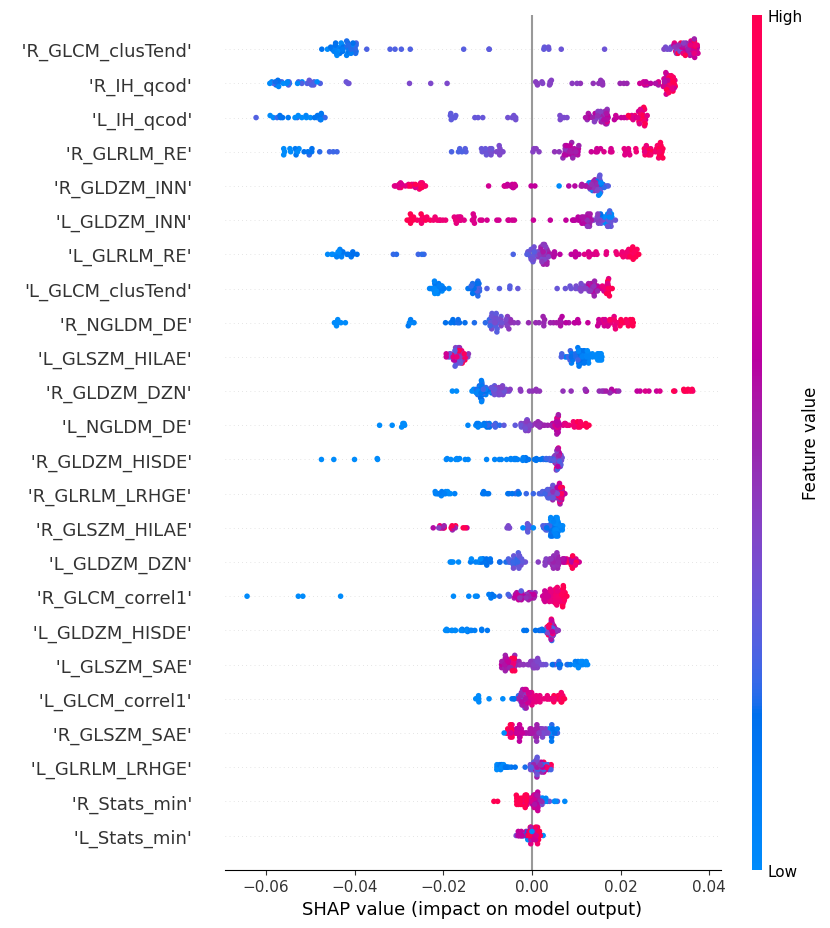 High
'R_GLCM_clusTend'
'R_IH_qcod'
'L_IH_qcod'
'R_GLRLM_RE'
'R_GLDZM_INN'
'L_GLDZM_INN'
'L_GLRLM_RE'
'L_GLCM_clusTend'
'R_NGLDM_DE'
'L_GLSZM_HILAE'
'R_GLDZM_DZN'
'L_NGLDM_DE'
'R_GLDZM_HISDE'
'R_GLRLM_LRHGE'
'R_GLSZM_HILAE'
'L_GLDZM_DZN'
'R_GLCM_correl1'
'L_GLDZM_HISDE'
'L_GLSZM_SAE'
'L_GLCM_correl1'
'R_GLSZM_SAE'
'L_GLRLM_LRHGE'
'R_Stats_min'
'L_Stats_min'
Feature value
Low
−0.06 −0.04 −0.02 0.00 0.02 0.04
SHAP value (impact on model output)